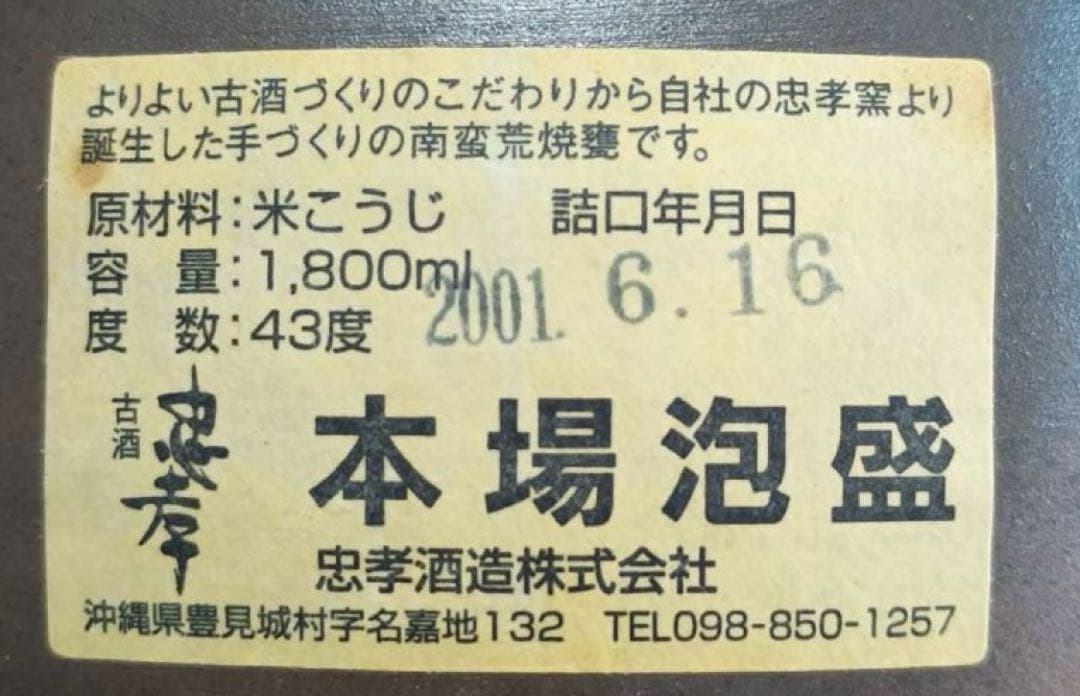 よりよい古酒づくりのこだわりから自社の忠孝窯より
誕生した手づくりの南蛮荒焼甕です。
原材料：米こうじ　詰口年月日
容　量：1,800ml 2001. 6. 16
度　数：43度
古酒 忠孝 本場泡盛
忠孝酒造株式会社
沖縄県豊見城村字名嘉地132　TEL098-850-1257